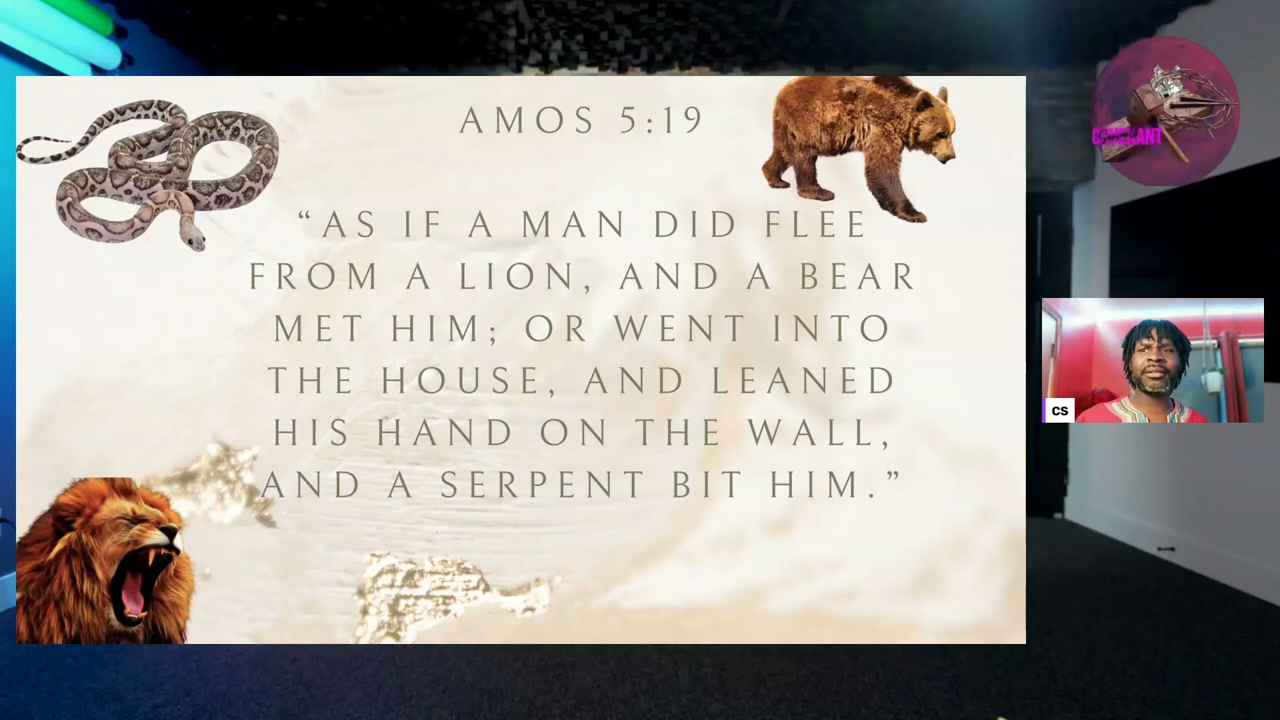 AMOS 5:19
“AS IF A MAN DID FLEE
FROM A LION, AND A BEAR
MET HIM; OR WENT INTO
THE HOUSE, AND LEANED
HIS HAND ON THE WALL,
AND A SERPENT BIT HIM.”
CS